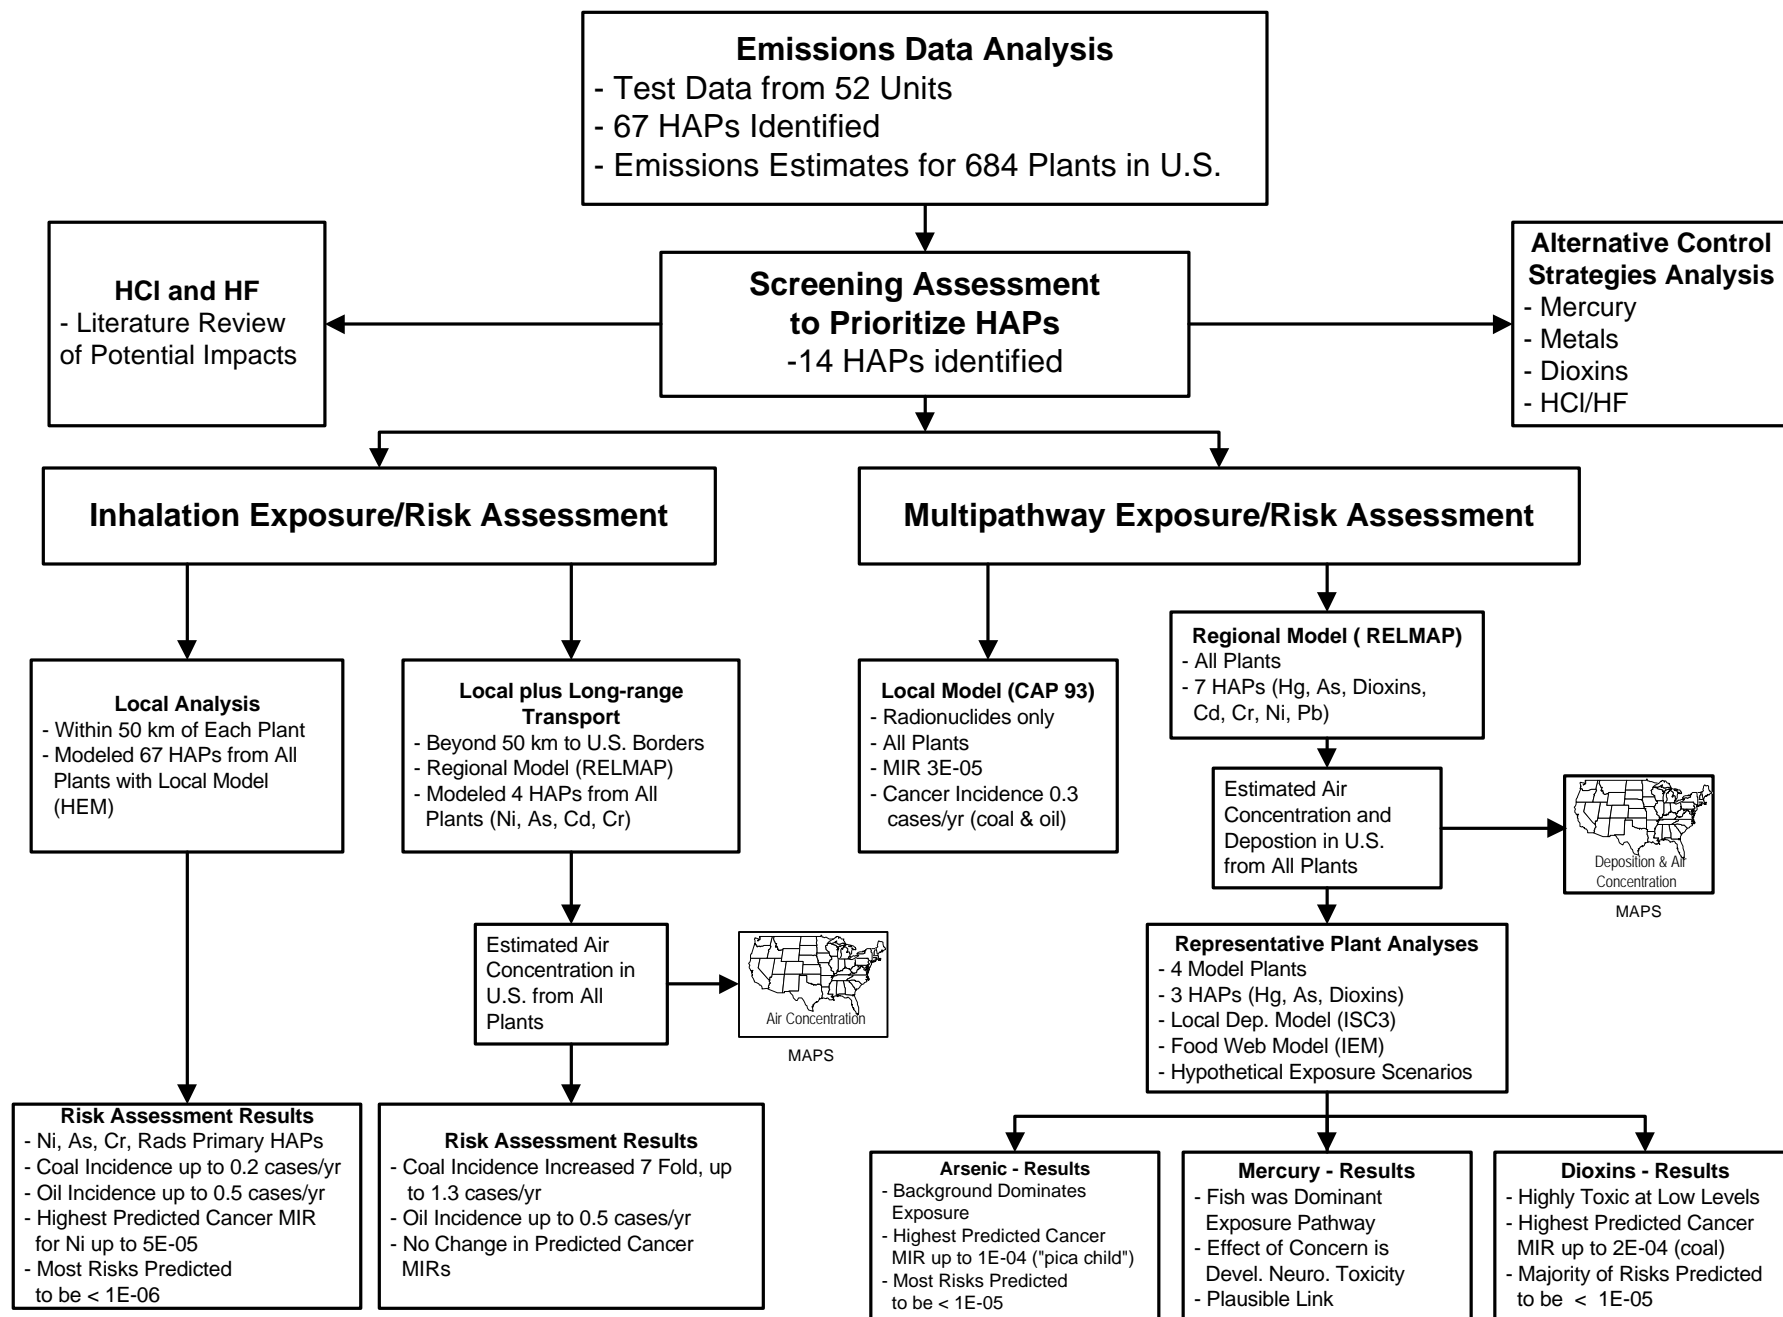 Emissions Data Analysis
- Test Data from 52 Units
- 67 HAPs Identified
- Emissions Estimates for 684 Plants in U.S.
HCl and HF
- Literature Review
of Potential Impacts
Screening Assessment
to Prioritize HAPs
-14 HAPs identified
Alternative Control
Strategies Analysis
- Mercury
- Metals
- Dioxins
- HCl/HF
Inhalation Exposure/Risk Assessment
Multipathway Exposure/Risk Assessment
Local Analysis
- Within 50 km of Each Plant
- Modeled 67 HAPs from All
Plants with Local Model
(HEM)
Local plus Long-range
Transport
- Beyond 50 km to U.S. Borders
- Regional Model (RELMAP)
- Modeled 4 HAPs from All
Plants (Ni, As, Cd, Cr)
Local Model (CAP 93)
- Radionuclides only
- All Plants
- MIR 3E-05
- Cancer Incidence 0.3
cases/yr (coal & oil)
Regional Model ( RELMAP)
- All Plants
- 7 HAPs (Hg, As, Dioxins,
Cd, Cr, Ni, Pb)
Estimated Air
Concentration and
Depostion in U.S.
from All Plants
Deposition & Air
Concentration
MAPS
Estimated Air
Concentration in
U.S. from All
Plants
Air Concentration
MAPS
Representative Plant Analyses
- 4 Model Plants
- 3 HAPs (Hg, As, Dioxins)
- Local Dep. Model (ISC3)
- Food Web Model (IEM)
- Hypothetical Exposure Scenarios
Risk Assessment Results
- Ni, As, Cr, Rads Primary HAPs
- Coal Incidence up to 0.2 cases/yr
- Oil Incidence up to 0.5 cases/yr
- Highest Predicted Cancer MIR
for Ni up to 5E-05
- Most Risks Predicted
to be < 1E-06
Risk Assessment Results
- Coal Incidence Increased 7 Fold, up
to 1.3 cases/yr
- Oil Incidence up to 0.5 cases/yr
- No Change in Predicted Cancer
MIRs
Arsenic - Results
- Background Dominates
Exposure
- Highest Predicted Cancer
MIR up to 1E-04 ("pica child")
- Most Risks Predicted
to be < 1E-05
Mercury - Results
- Fish was Dominant
Exposure Pathway
- Effect of Concern is
Devel. Neuro. Toxicity
- Plausible Link
Dioxins - Results
- Highly Toxic at Low Levels
- Highest Predicted Cancer
MIR up to 2E-04 (coal)
- Majority of Risks Predicted
to be < 1E-05